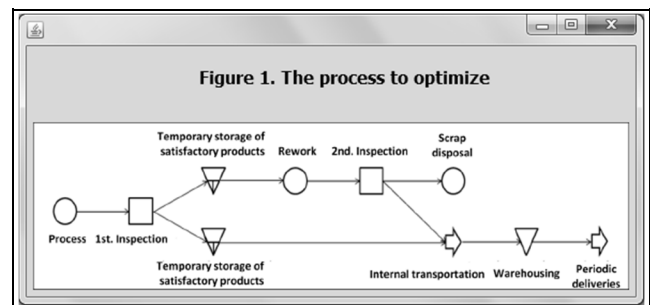 Figure 1. The process to optimize
Temporary storage of
satisfactory products
Rework
2nd. Inspection
Scrap
disposal
Process
1st. Inspection
Temporary storage of
satisfactory products
Internal transportation
Warehousing
Periodic
deliveries